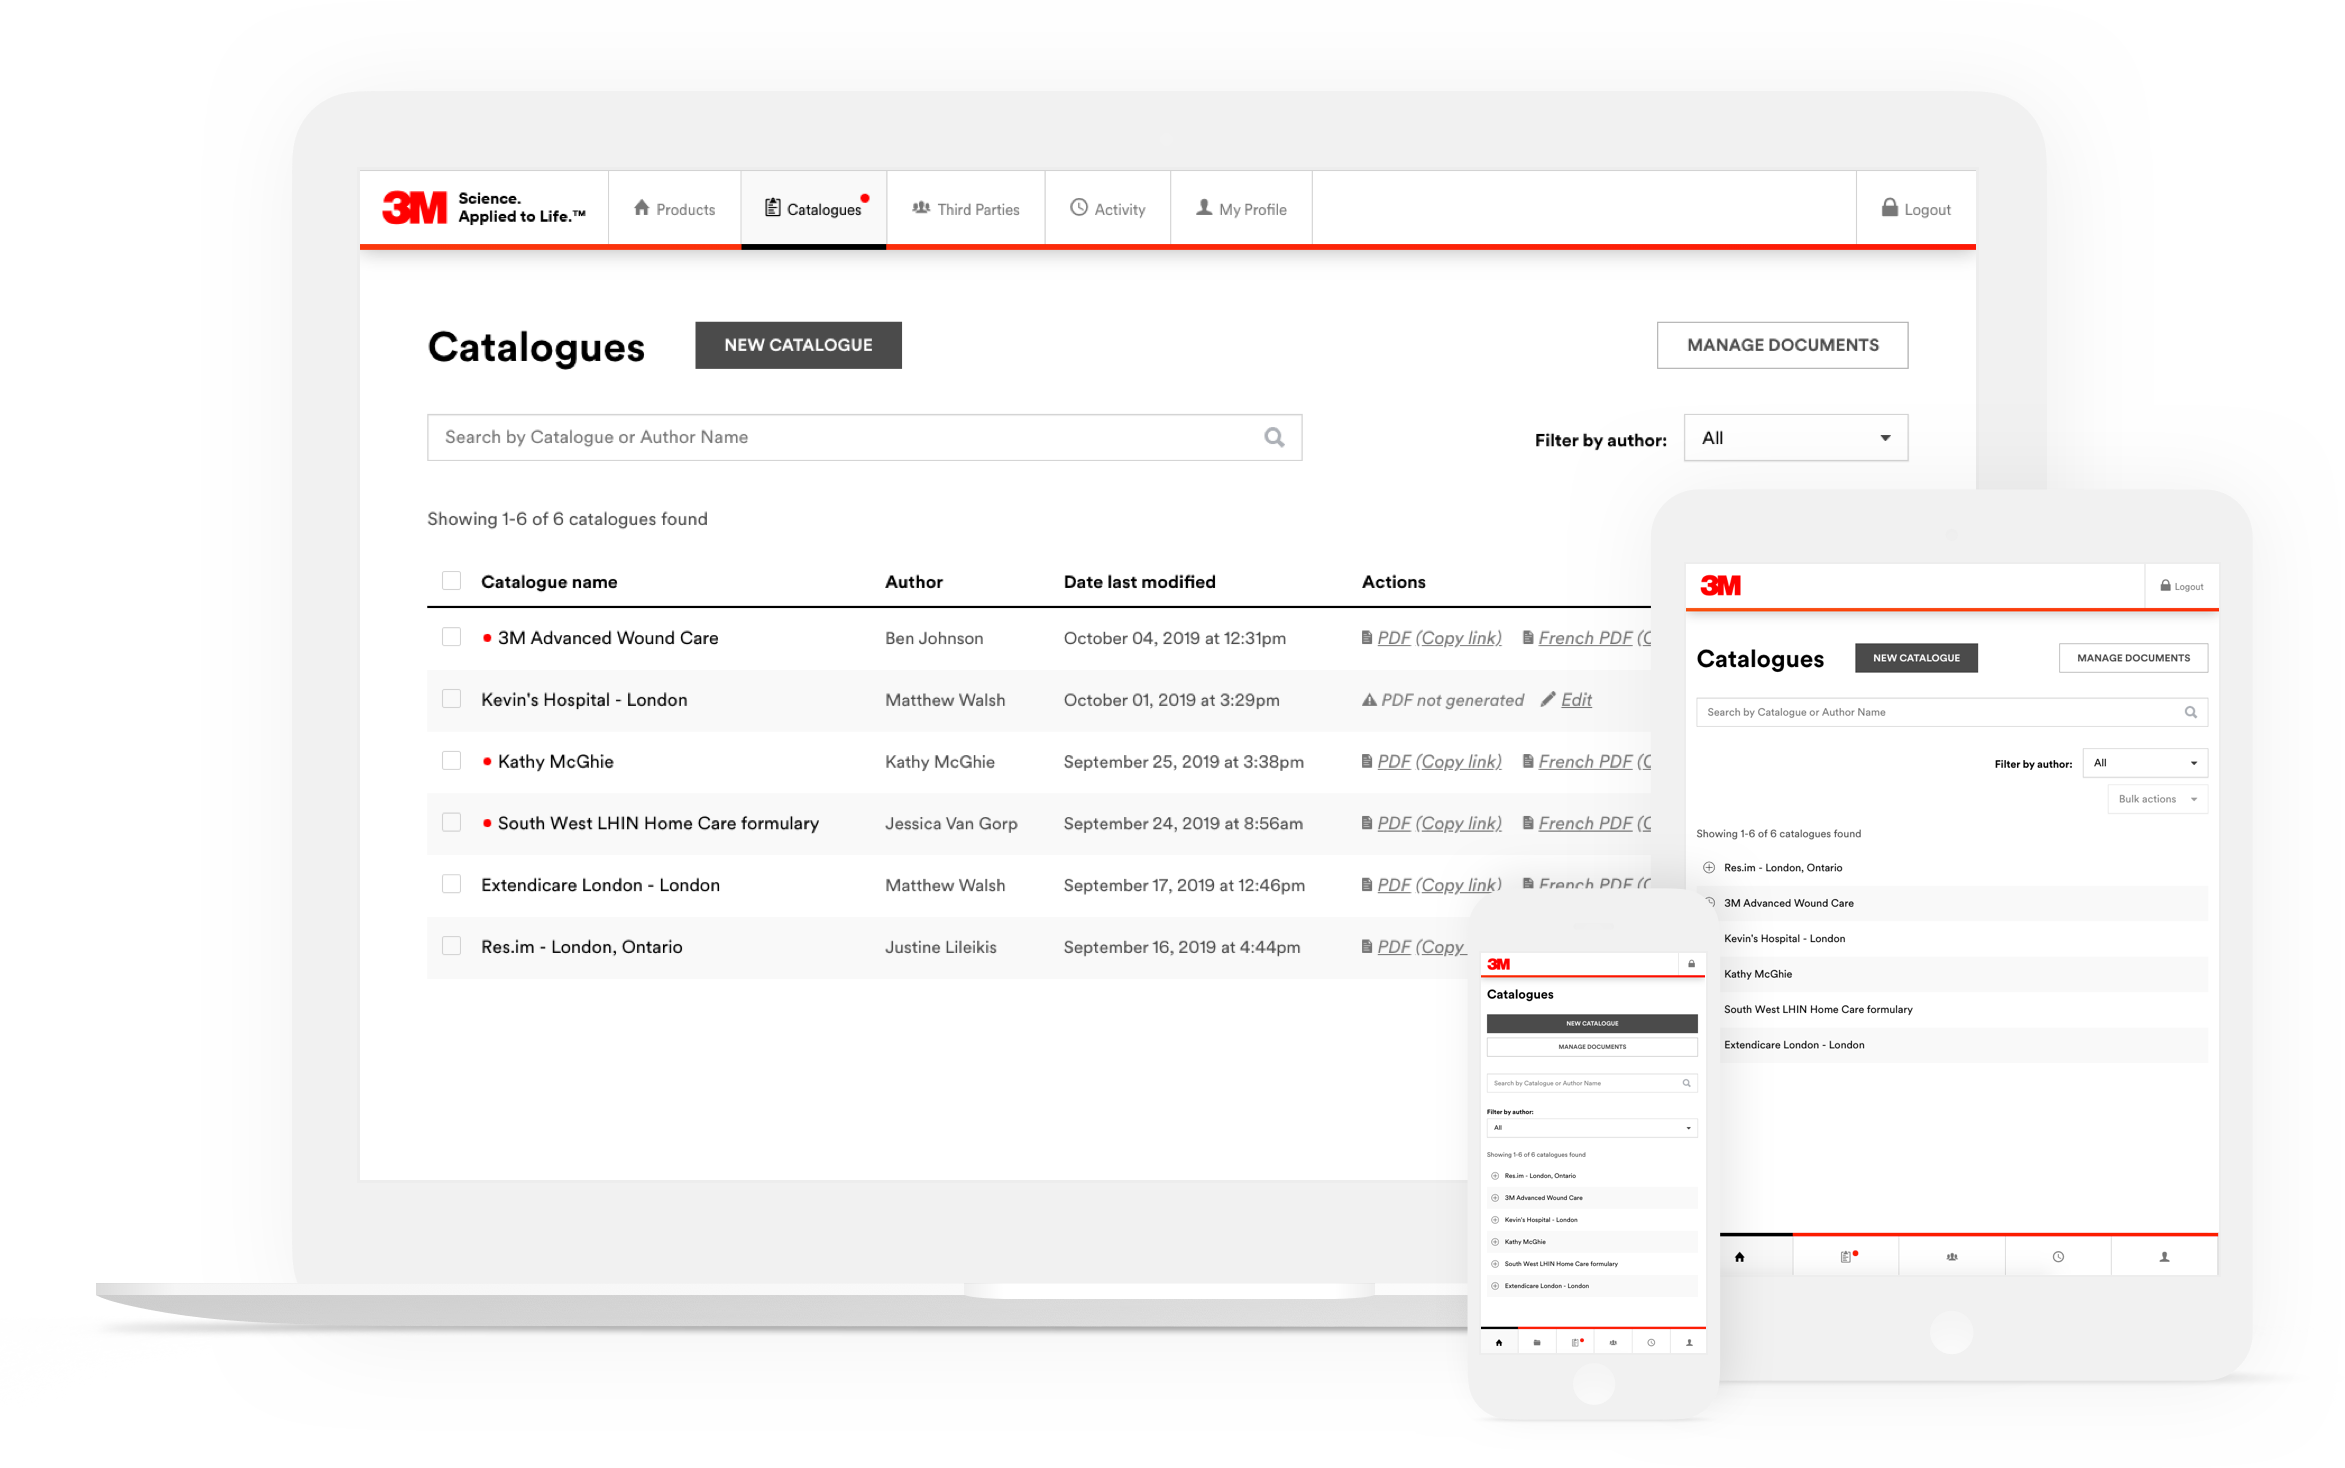 3M Science.
Applied to Life.™
Products
Catalogues
Third Parties
Activity
My Profile
Logout
Catalogues
NEW CATALOGUE
MANAGE DOCUMENTS
Search by Catalogue or Author Name
Filter by author: All
Showing 1-6 of 6 catalogues found
Catalogue name Author Date last modified Actions
3M Advanced Wound Care Ben Johnson October 04, 2019 at 12:31pm PDF (Copy link) French PDF (C
Kevin's Hospital - London Matthew Walsh October 01, 2019 at 3:29pm PDF not generated Edit
Kathy McGhie Kathy McGhie September 25, 2019 at 3:38pm PDF (Copy link) French PDF (C
South West LHIN Home Care formulary Jessica Van Gorp September 24, 2019 at 8:56am PDF (Copy link) French PDF (C
Extendicare London - London Matthew Walsh September 17, 2019 at 12:46pm PDF (Copy link) French PDF (C
Res.im - London, Ontario Justine Lileikis September 16, 2019 at 4:44pm PDF (Copy
3M
Logout
Catalogues
NEW CATALOGUE
MANAGE DOCUMENTS
Search by Catalogue or Author Name
Filter by author: All
Bulk actions
Showing 1-6 of 6 catalogues found
Res.im - London, Ontario
3M Advanced Wound Care
Kevin's Hospital - London
Kathy McGhie
South West LHIN Home Care formulary
Extendicare London - London
3M
Catalogues
NEW CATALOGUE
MANAGE DOCUMENTS
Search by Catalogue or Author Name
Filter by author:
All
Showing 1-6 of 6 catalogues found
Res.im - London, Ontario
3M Advanced Wound Care
Kevin's Hospital - London
Kathy McGhie
South West LHIN Home Care formulary
Extendicare London - London